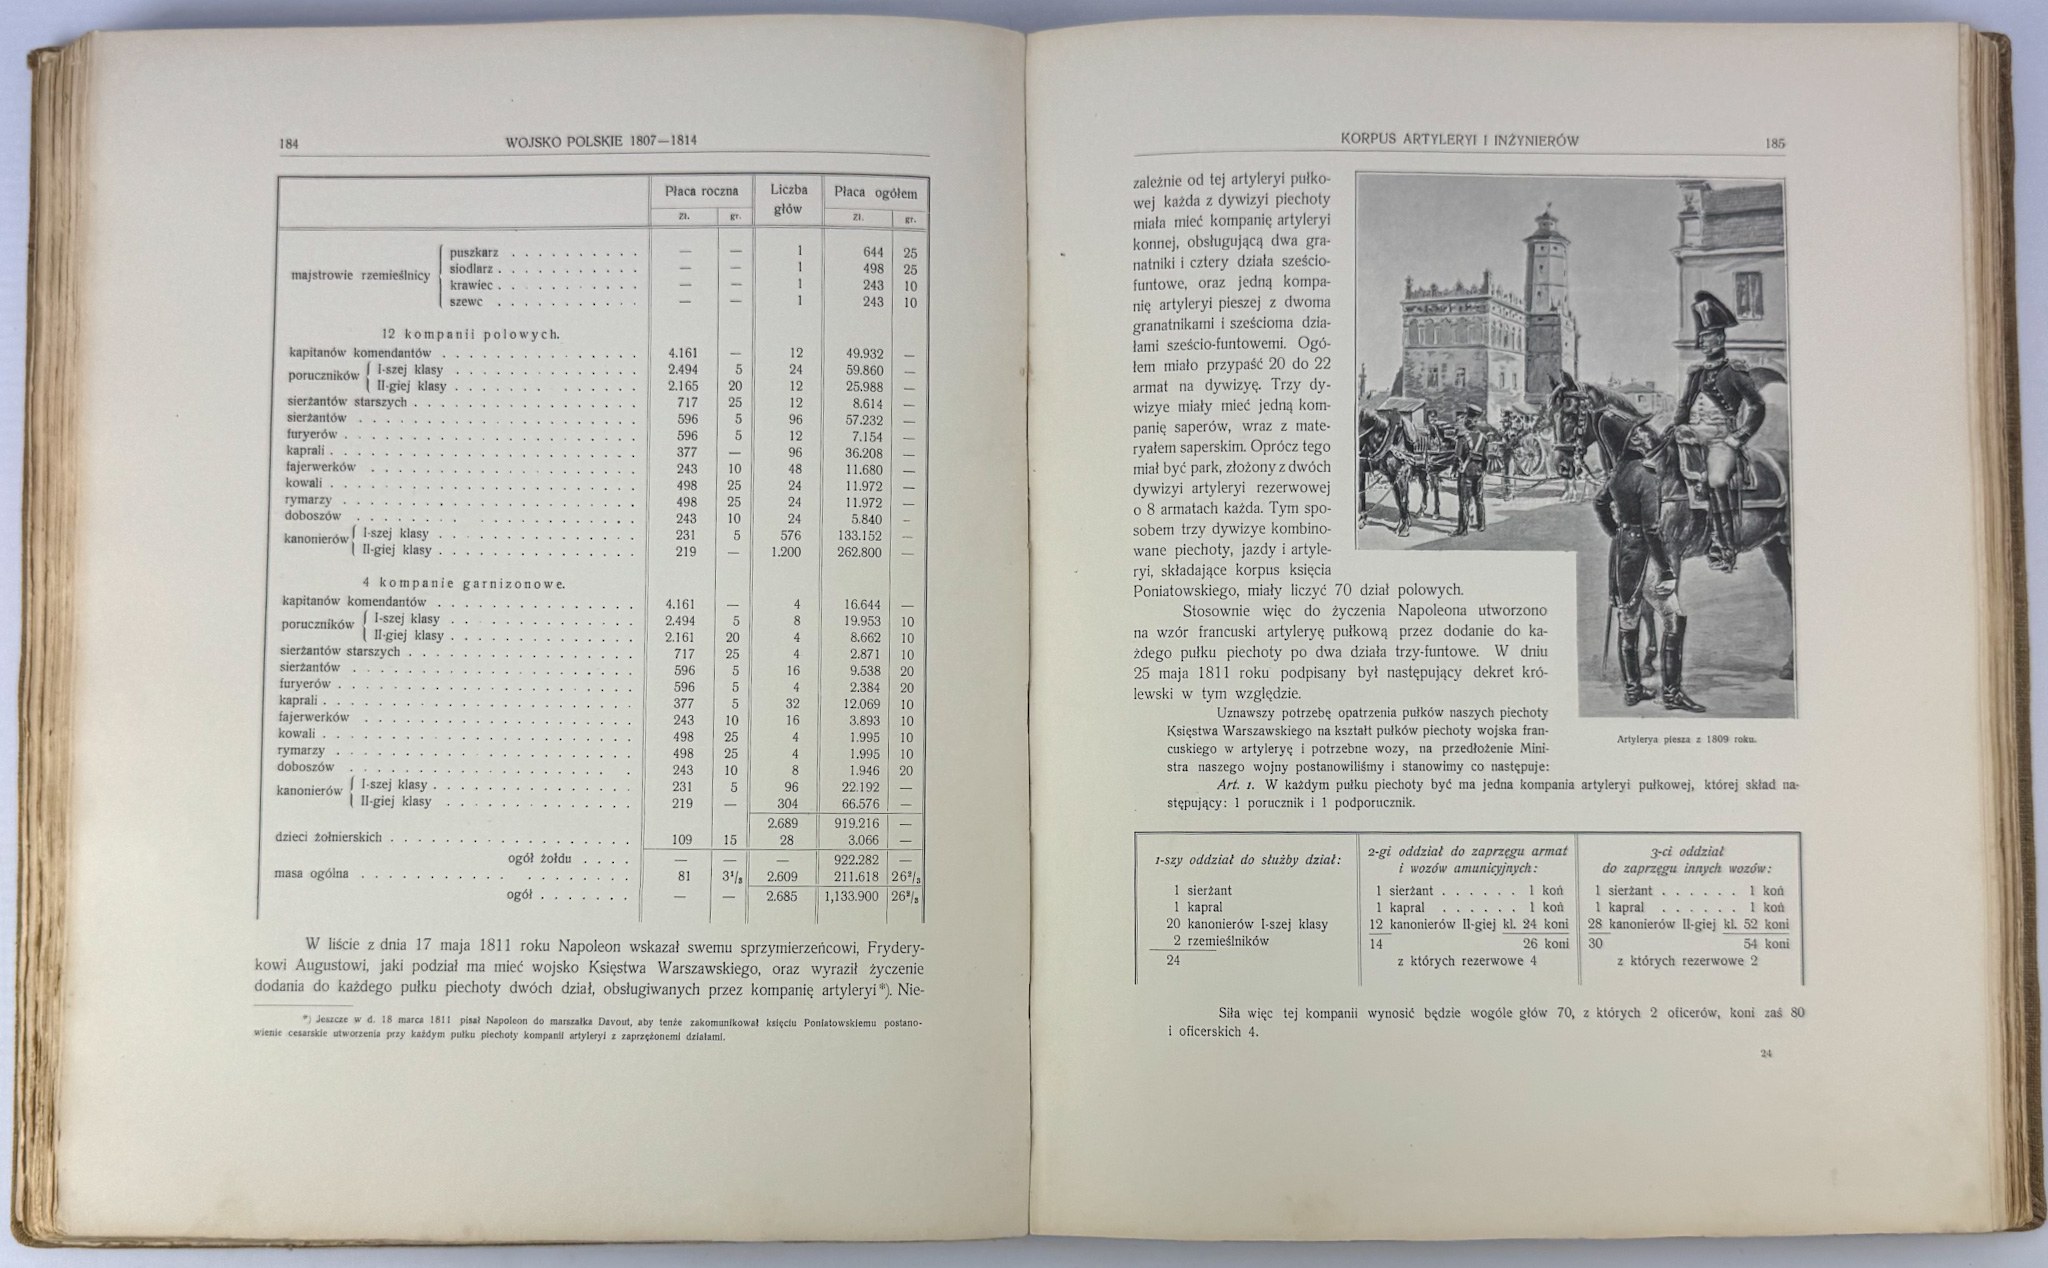 184
WOJSKO POLSKIE 1807—1814
Płaca roczna Liczba głów Płaca ogółem
Zł. gr. Zł. gr.
majstrowie rzemieślnicy
puszkarz — — 1 644 25
siodlarz — — 1 498 25
krawiec — — 1 243 10
szewc — — 1 243 10
12 kompanii polowych.
kapitanów komendantów 4.161 — 12 49.932 —
poruczników
I-szej klasy 2.494 5 24 59.860 —
II-giej klasy 2.165 20 12 25.988 —
sierżantów starszych 717 25 12 8.614 —
sierżantów 596 5 96 57.232 —
furyerów 596 5 12 7.154 —
kaprali 377 — 96 36.208 —
fajerwerków 243 10 48 11.680 —
kowali 498 25 24 11.972 —
rymarzy 498 25 24 11.972 —
doboszów 243 10 24 5.840 —
kanonierów
I-szej klasy 231 5 576 133.152 —
II-giej klasy 219 — 1.200 262.800 —
4 kompanie garnizonowe.
kapitanów komendantów 4.161 — 4 16.644 —
poruczników
I-szej klasy 2.494 5 8 19.953 10
II-giej klasy 2.161 20 4 8.662 10
sierżantów starszych 717 25 4 2.871 10
sierżantów 596 5 16 9.538 20
furyerów 596 5 4 2.384 20
kaprali 377 5 32 12.069 10
fajerwerków 243 10 16 3.893 10
kowali 498 25 4 1.995 10
rymarzy 498 25 4 1.995 10
doboszów 243 10 8 1.946 20
kanonierów
I-szej klasy 231 5 96 22.192 —
II-giej klasy 219 — 304 66.576 —
2.689 919.216 —
dzieci żołnierskich 109 15 28 3.066 —
ogół żołdu — — — 922.282 —
masa ogólna 81 3¹/₃ 2.609 211.618 26²/₃
ogół — — 2.685 1,133.900 26²/₃
W liście z dnia 17 maja 1811 roku Napoleon wskazał swemu sprzymierzeńcowi, Frydery-
kowi Augustowi, jaki podział ma mieć wojsko Księstwa Warszawskiego, oraz wyraził życzenie
dodania do każdego pułku piechoty dwóch dział, obsługiwanych przez kompanię artyleryi*). Nie-
*) Jeszcze w d. 18 marca 1811 pisał Napoleon do marszałka Davout, aby tenże zakomunikował księciu Poniatowskiemu postano-
wienie cesarskie utworzenia przy każdym pułku piechoty kompanii artyleryi z zaprzężonemi działami.
KORPUS ARTYLERYI I INŻYNIERÓW
185
zależnie od tej artyleryi pułko-
wej każda z dywizyi piechoty
miała mieć kompanię artyleryi
konnej, obsługującą dwa gra-
natniki i cztery działa sześcio-
funtowe, oraz jedną kompa-
nię artyleryi pieszej z dwoma
granatnikami i sześcioma dzia-
łami sześcio-funtowemi. Ogó-
łem miało przypaść 20 do 22
armat na dywizyę. Trzy dy-
wizye miały mieć jedną kom-
panię saperów, wraz z mate-
ryałem saperskim. Oprócz tego
miał być park, złożony z dwóch
dywizyi artyleryi rezerwowej
o 8 armatach każda. Tym spo-
sobem trzy dywizye kombino-
wane piechoty, jazdy i artyle-
ryi, składające korpus księcia
Poniatowskiego, miały liczyć 70 dział polowych.
Stosownie więc do życzenia Napoleona utworzono
na wzór francuski artyleryę pułkową przez dodanie do ka-
żdego pułku piechoty po dwa działa trzy-funtowe. W dniu
25 maja 1811 roku podpisany był następujący dekret kró-
lewski w tym względzie.
Uznawszy potrzebę opatrzenia pułków naszych piechoty
Księstwa Warszawskiego na kształt pułków piechoty wojska fran-
cuskiego w artyleryę i potrzebne wozy, na przedłożenie Mini-
stra naszego wojny postanowiliśmy i stanowimy co następuje:
Artylerya piesza z 1809 roku.
Art. 1. W każdym pułku piechoty być ma jedna kompania artyleryi pułkowej, której skład na-
stępujący: 1 porucznik i 1 podporucznik.
1-szy oddział do służby dział:
1 sierżant
1 kapral
20 kanonierów I-szej klasy
2 rzemieślników
24
2-gi oddział do zaprzęgu armat
i wozów amunicyjnych:
1 sierżant . . . . . . 1 koń
1 kapral . . . . . . 1 koń
12 kanonierów II-giej kl. 24 koni
14 26 koni
z których rezerwowe 4
3-ci oddział
do zaprzęgu innych wozów:
1 sierżant . . . . . . 1 koń
1 kapral . . . . . . 1 koń
28 kanonierów II-giej kl. 52 koni
30 54 koni
z których rezerwowe 2
Siła więc tej kompanii wynosić będzie wogóle głów 70, z których 2 oficerów, koni zaś 80
i oficerskich 4.
24